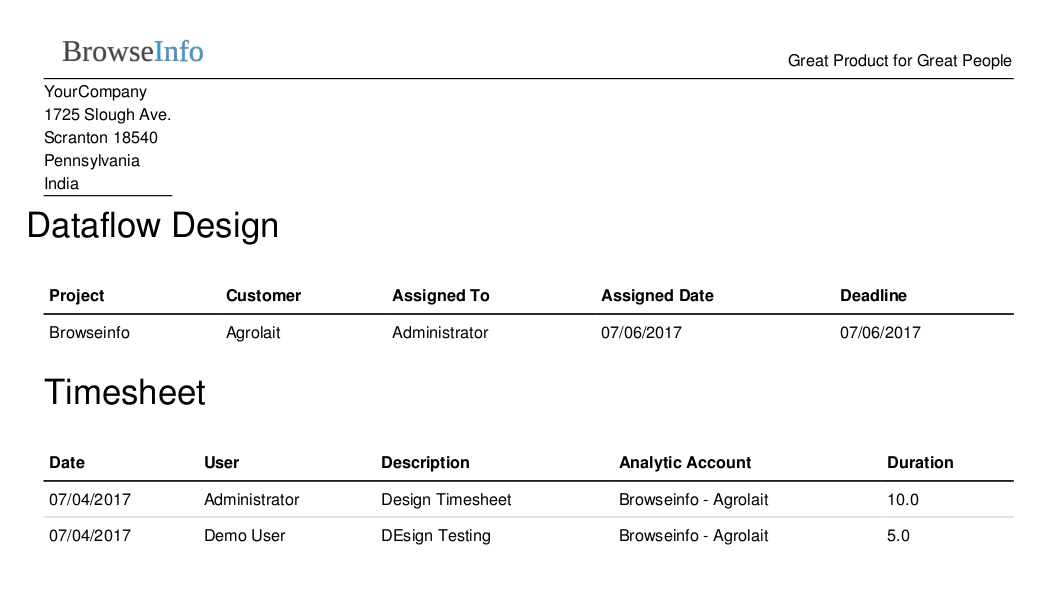 BrowseInfo
Great Product for Great People
YourCompany
1725 Slough Ave.
Scranton 18540
Pennsylvania
India
Dataflow Design
Project Customer Assigned To Assigned Date Deadline
Browseinfo Agrolait Administrator 07/06/2017 07/06/2017
Timesheet
Date User Description Analytic Account Duration
07/04/2017 Administrator Design Timesheet Browseinfo - Agrolait 10.0
07/04/2017 Demo User DEsign Testing Browseinfo - Agrolait 5.0